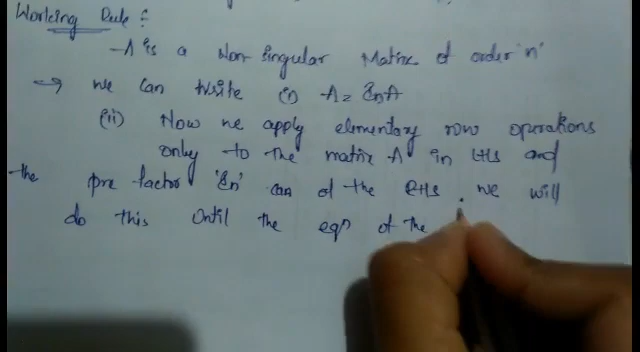 Working Rule :
A is a Non singular Matrix of order 'n'
→ we can write (i) A = EnA
(ii) Now we apply elementary row operations
only to the matrix A in LHS and
the pre factor 'En' can of the RHS. we will
do this until the eqn of the